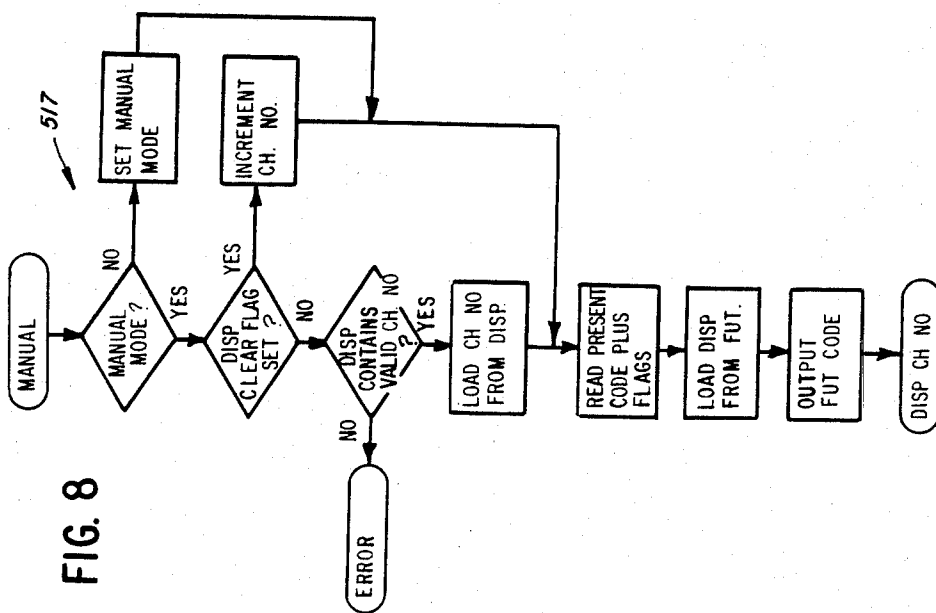 FIG. 8
517
MANUAL
MANUAL
MODE?
NO
YES
SET MANUAL
MODE
DISP
CLEAR FLAG
SET ?
YES
NO
INCREMENT
CH. NO.
DISP
CONTAINS
VALID CH. NO
?
NO
YES
ERROR
LOAD CH NO
FROM DISP.
READ PRESENT
CODE PLUS
FLAGS
LOAD DISP
FROM FUT.
OUTPUT
FUT CODE
DISP CH NO